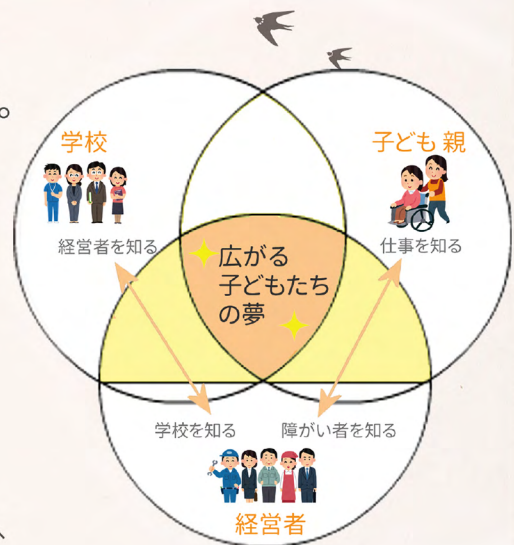 。
学校
子ども 親
経営者を知る
仕事を知る
広がる
子どもたち
の夢
学校を知る
障がい者を知る
経営者
、